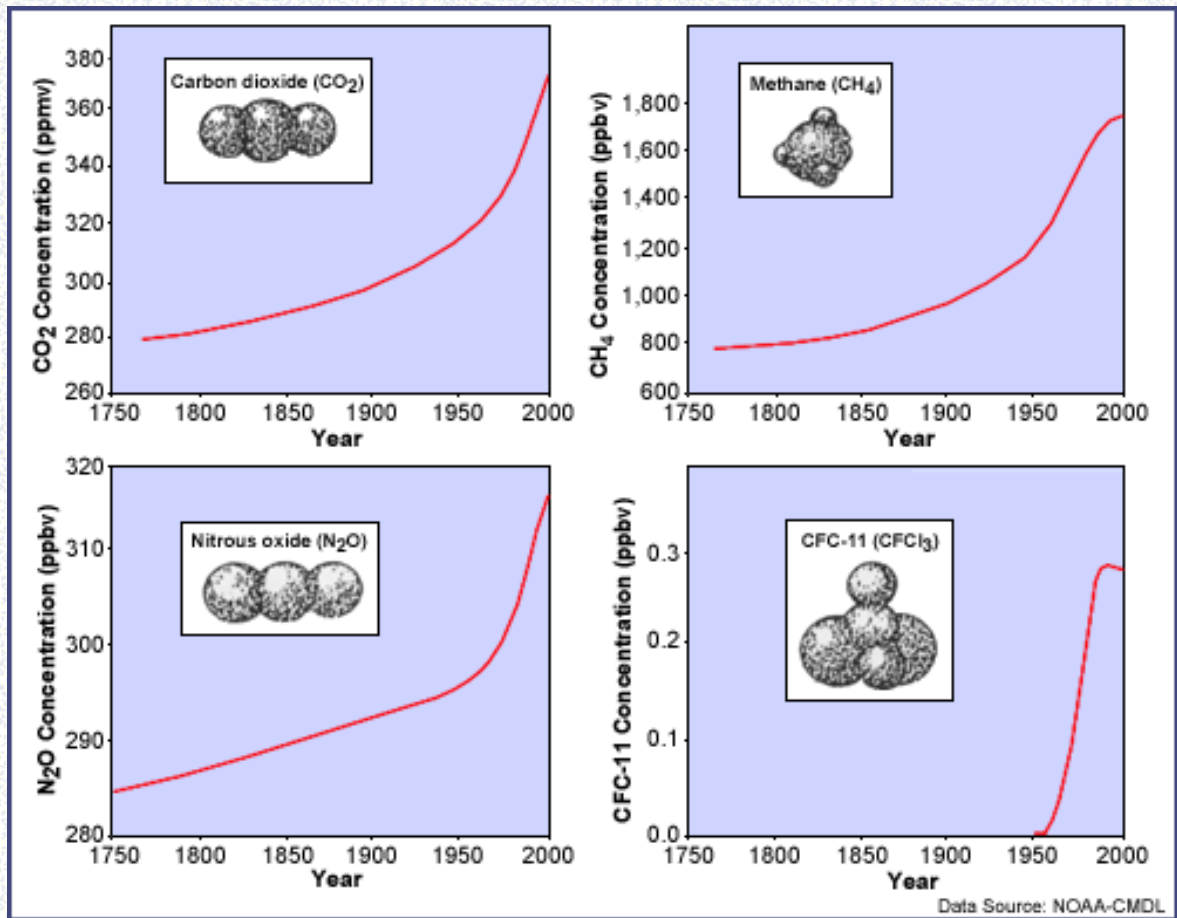 CO2 Concentration (ppmv)
380
360
340
320
300
280
260
Carbon dioxide (CO2)
1750 1800 1850 1900 1950 2000
Year
CH4 Concentration (ppbv)
1,800
1,600
1,400
1,200
1,000
800
600
Methane (CH4)
1750 1800 1850 1900 1950 2000
Year
N2O Concentration (ppbv)
320
310
300
290
280
Nitrous oxide (N2O)
1750 1800 1850 1900 1950 2000
Year
CFC-11 Concentration (ppbv)
0.3
0.2
0.1
0.0
CFC-11 (CFCl3)
1750 1800 1850 1900 1950 2000
Year
Data Source: NOAA-CMDL